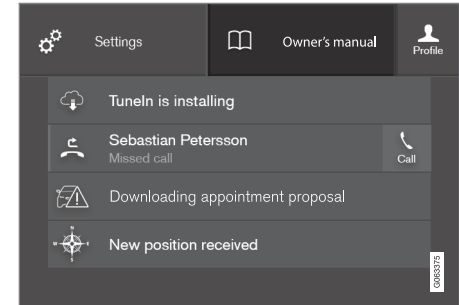 Settings
Owner's manual
Profile
TuneIn is installing
Sebastian Petersson
Missed call
Call
Downloading appointment proposal
N
W
New position received
G063375